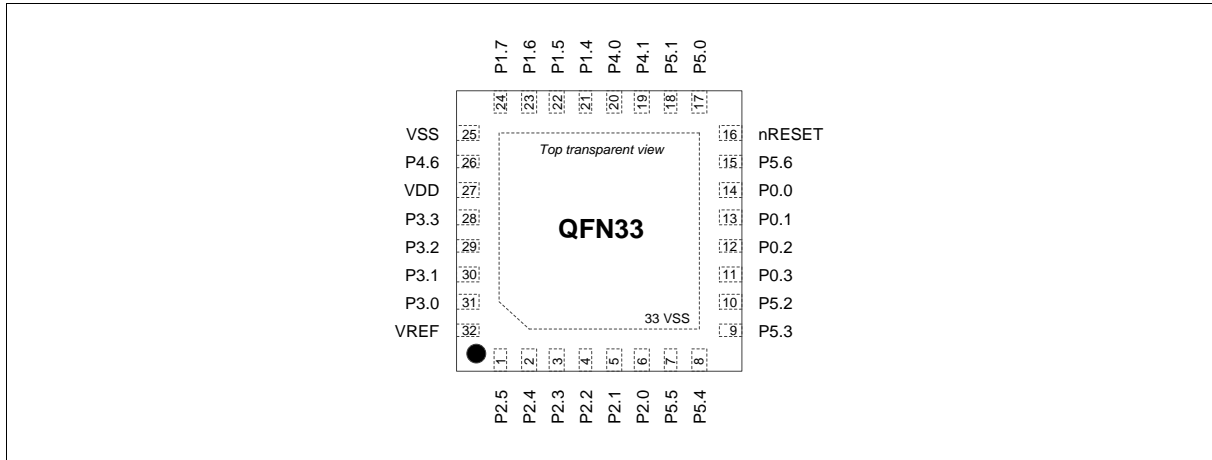 P1.7 P1.6 P1.5 P1.4 P4.0 P4.1 P5.1 P5.0
24 23 22 21 20 19 18 17
VSS 25
P4.6 26
VDD 27
P3.3 28
P3.2 29
P3.1 30
P3.0 31
VREF 32
Top transparent view
QFN33
33 VSS
16 nRESET
15 P5.6
14 P0.0
13 P0.1
12 P0.2
11 P0.3
10 P5.2
9 P5.3
1 2 3 4 5 6 7 8
P2.5 P2.4 P2.3 P2.2 P2.1 P2.0 P5.5 P5.4